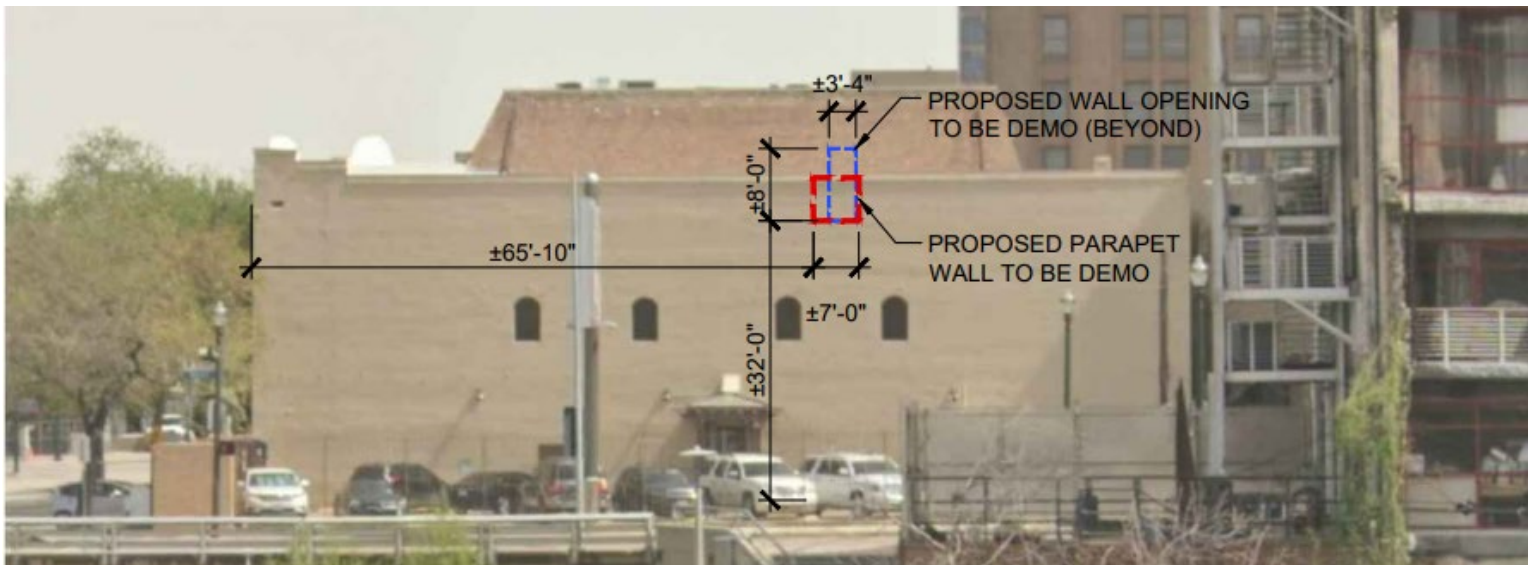 ±3'-4"
PROPOSED WALL OPENING
TO BE DEMO (BEYOND)
±8'-0"
PROPOSED PARAPET
WALL TO BE DEMO
±65'-10"
±7'-0"
±32'-0"